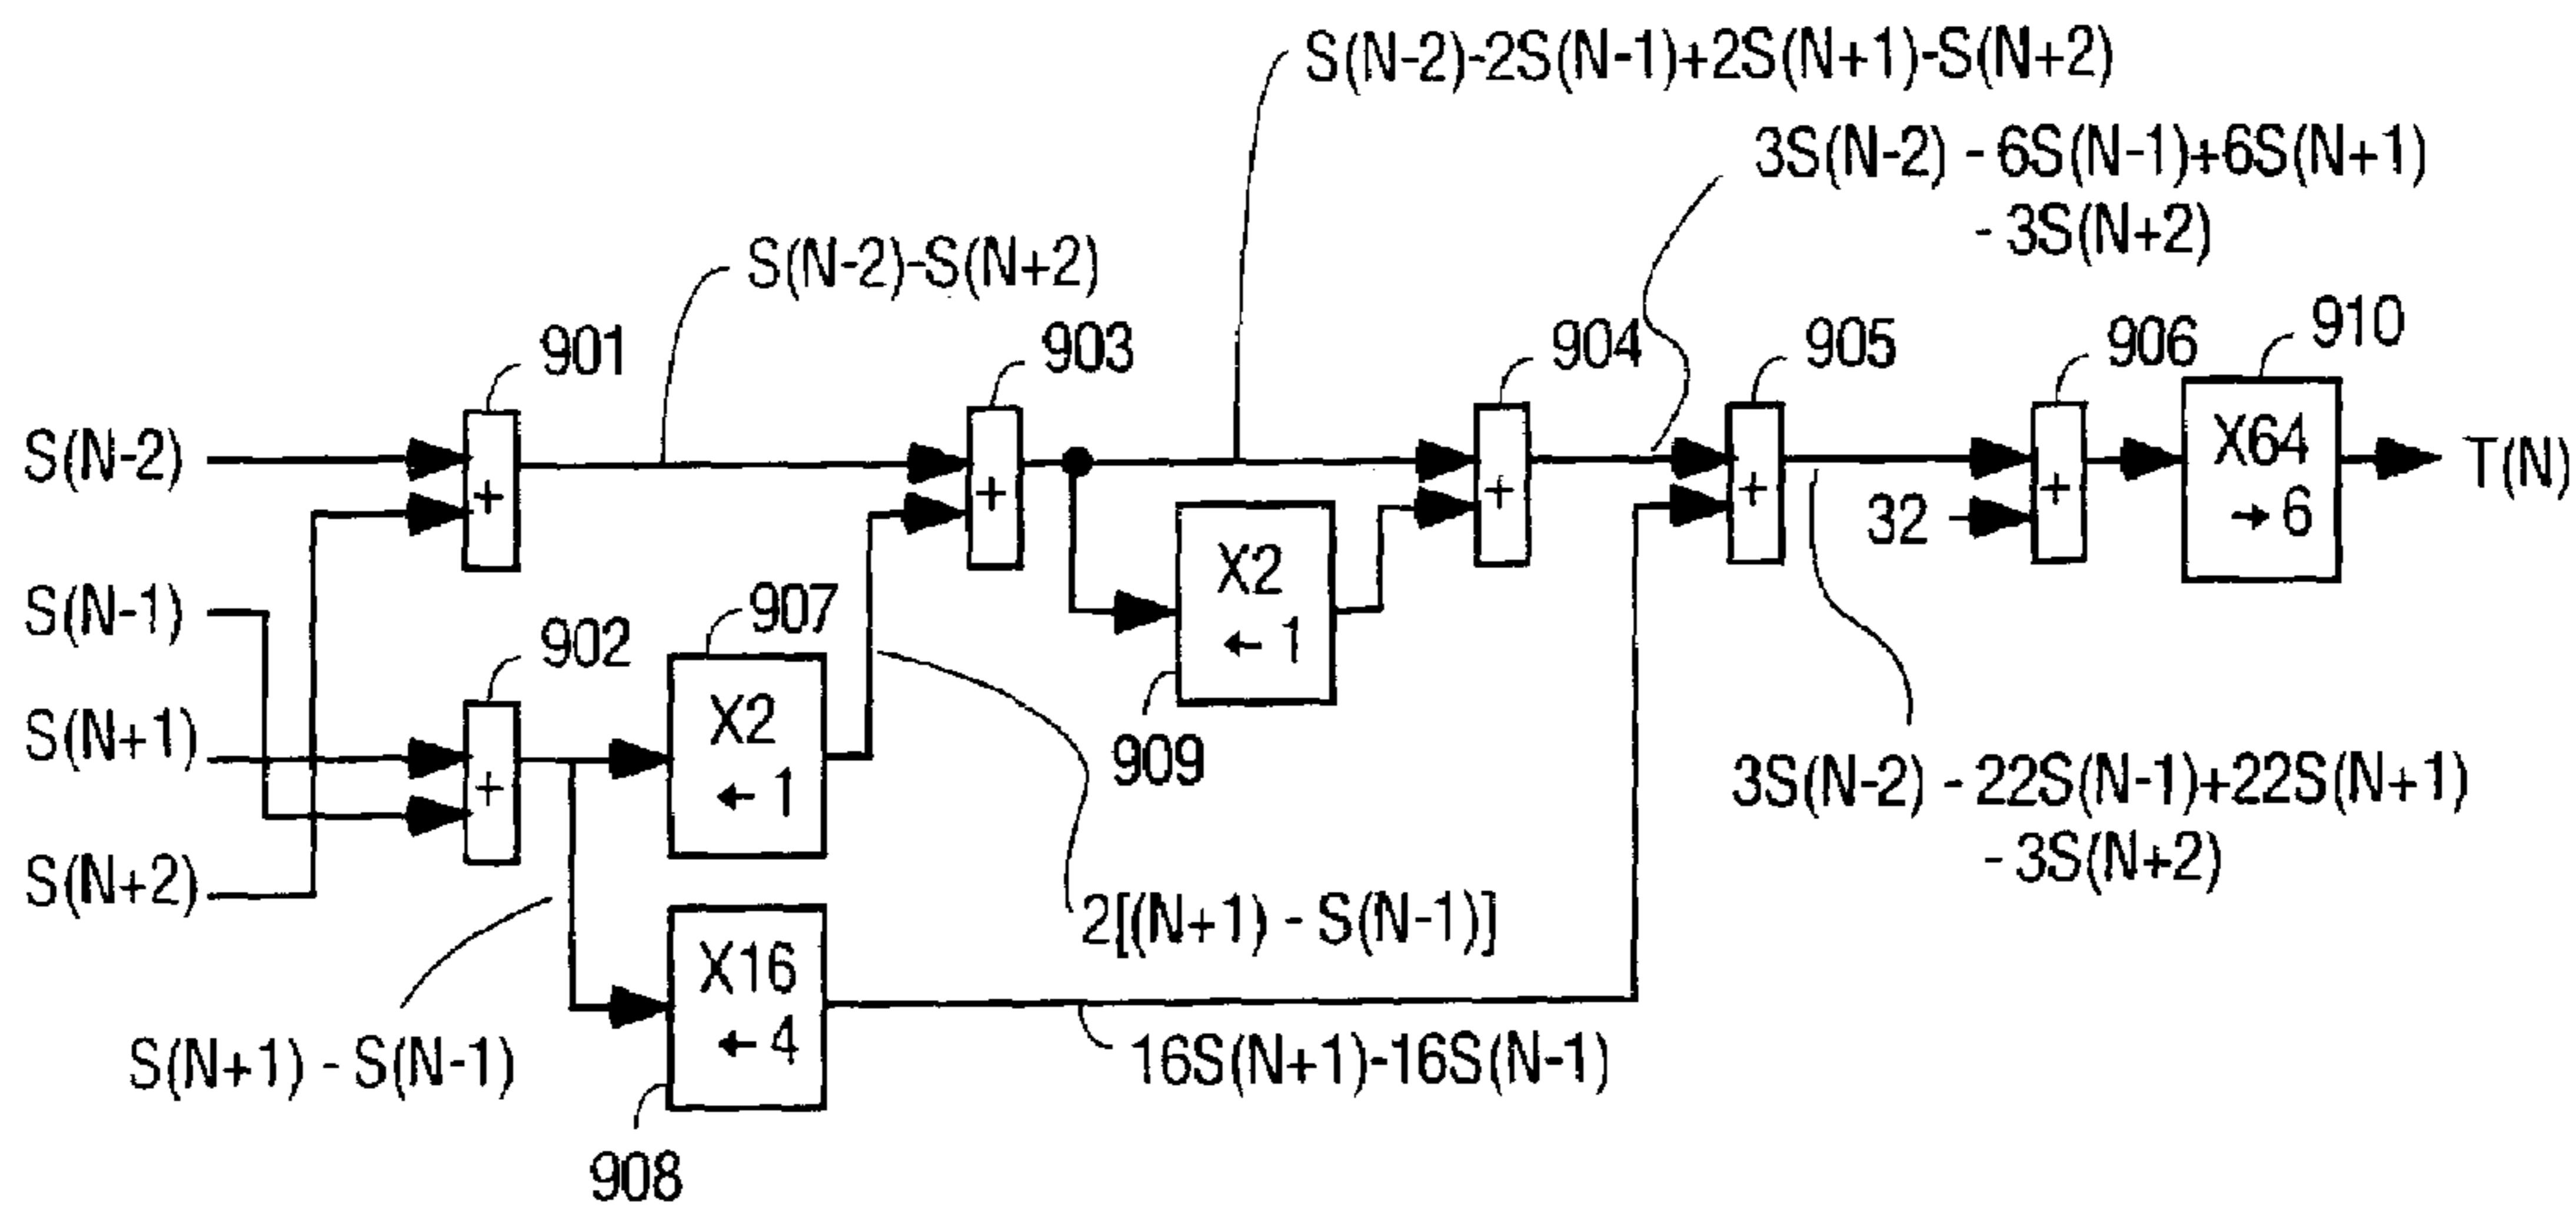 S(N-2)-2S(N-1)+2S(N+1)-S(N+2)
3S(N-2) - 6S(N-1)+6S(N+1)
- 3S(N+2)
S(N-2)-S(N+2)
901
903
904
905
906
910
S(N-2)
+
+
+
+
32
+
X64
→ 6
T(N)
S(N-1)
902
907
X2
← 1
909
S(N+1)
+
X2
← 1
S(N+2)
3S(N-2) - 22S(N-1)+22S(N+1)
- 3S(N+2)
2[(N+1) - S(N-1)]
X16
← 4
S(N+1) - S(N-1)
16S(N+1)-16S(N-1)
908